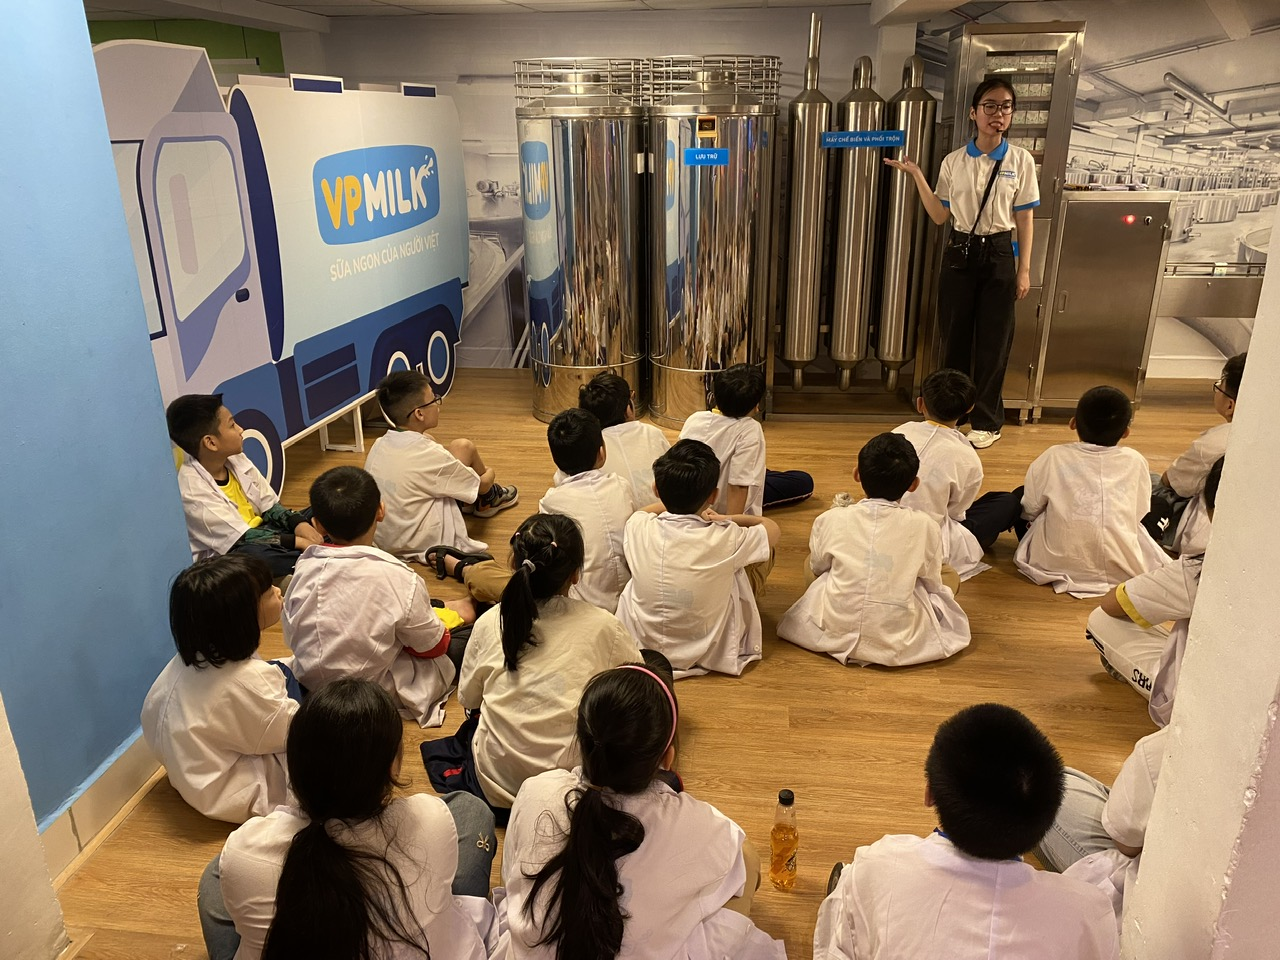 VPMILK
SỮA NGON CỦA NGƯỜI VIỆT
LƯU TRỮ
MÁY CHẾ BIẾN VÀ PHỐI TRỘN